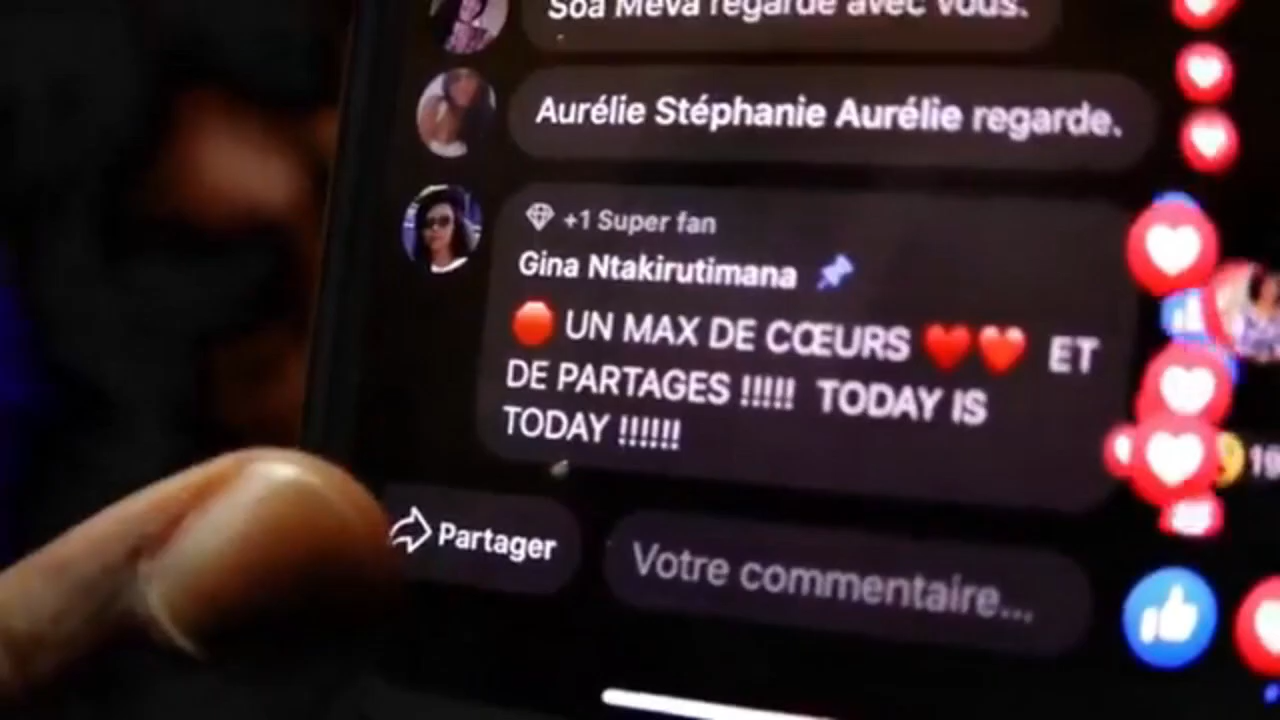 Soa Meva regarde avec vous.
Aurélie Stéphanie Aurélie regarde.
+1 Super fan
Gina Ntakirutimana
UN MAX DE CŒURS ET
DE PARTAGES !!!!! TODAY IS
TODAY !!!!!!
Partager
Votre commentaire...